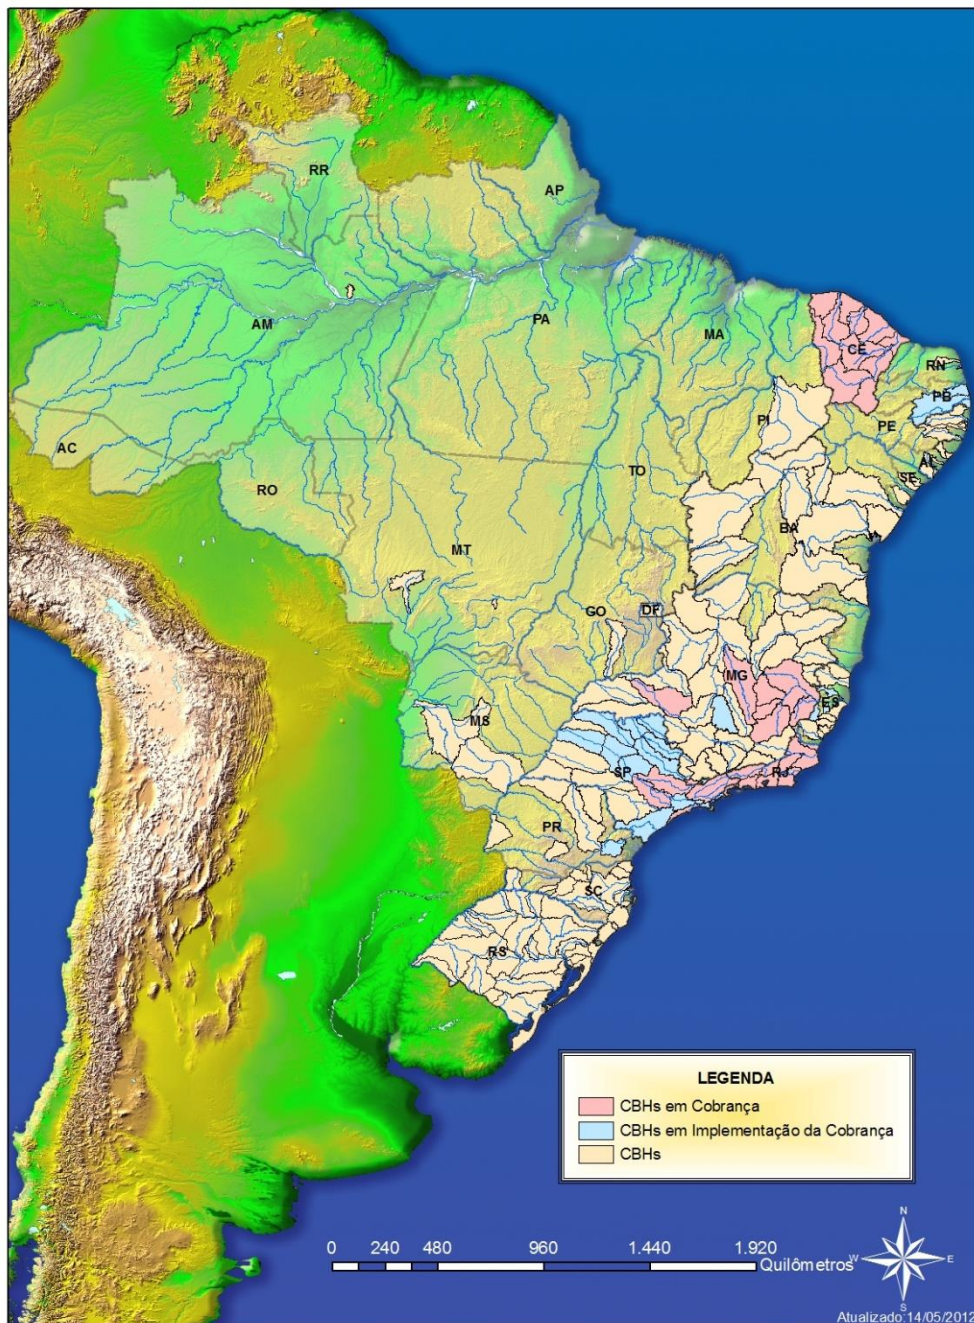 RR
AP
AM
PA
MA
CE
RN
PB
PI
PE
AC
TO
SE
AL
RO
BA
MT
GO
DF
MG
ES
MS
SP
RJ
PR
SC
RS
LEGENDA
CBHs em Cobrança
CBHs em Implementação da Cobrança
CBHs
N
0 240 480 960 1.440 1.920
Quilômetros
W
E
S
Atualizado:14/05/2012